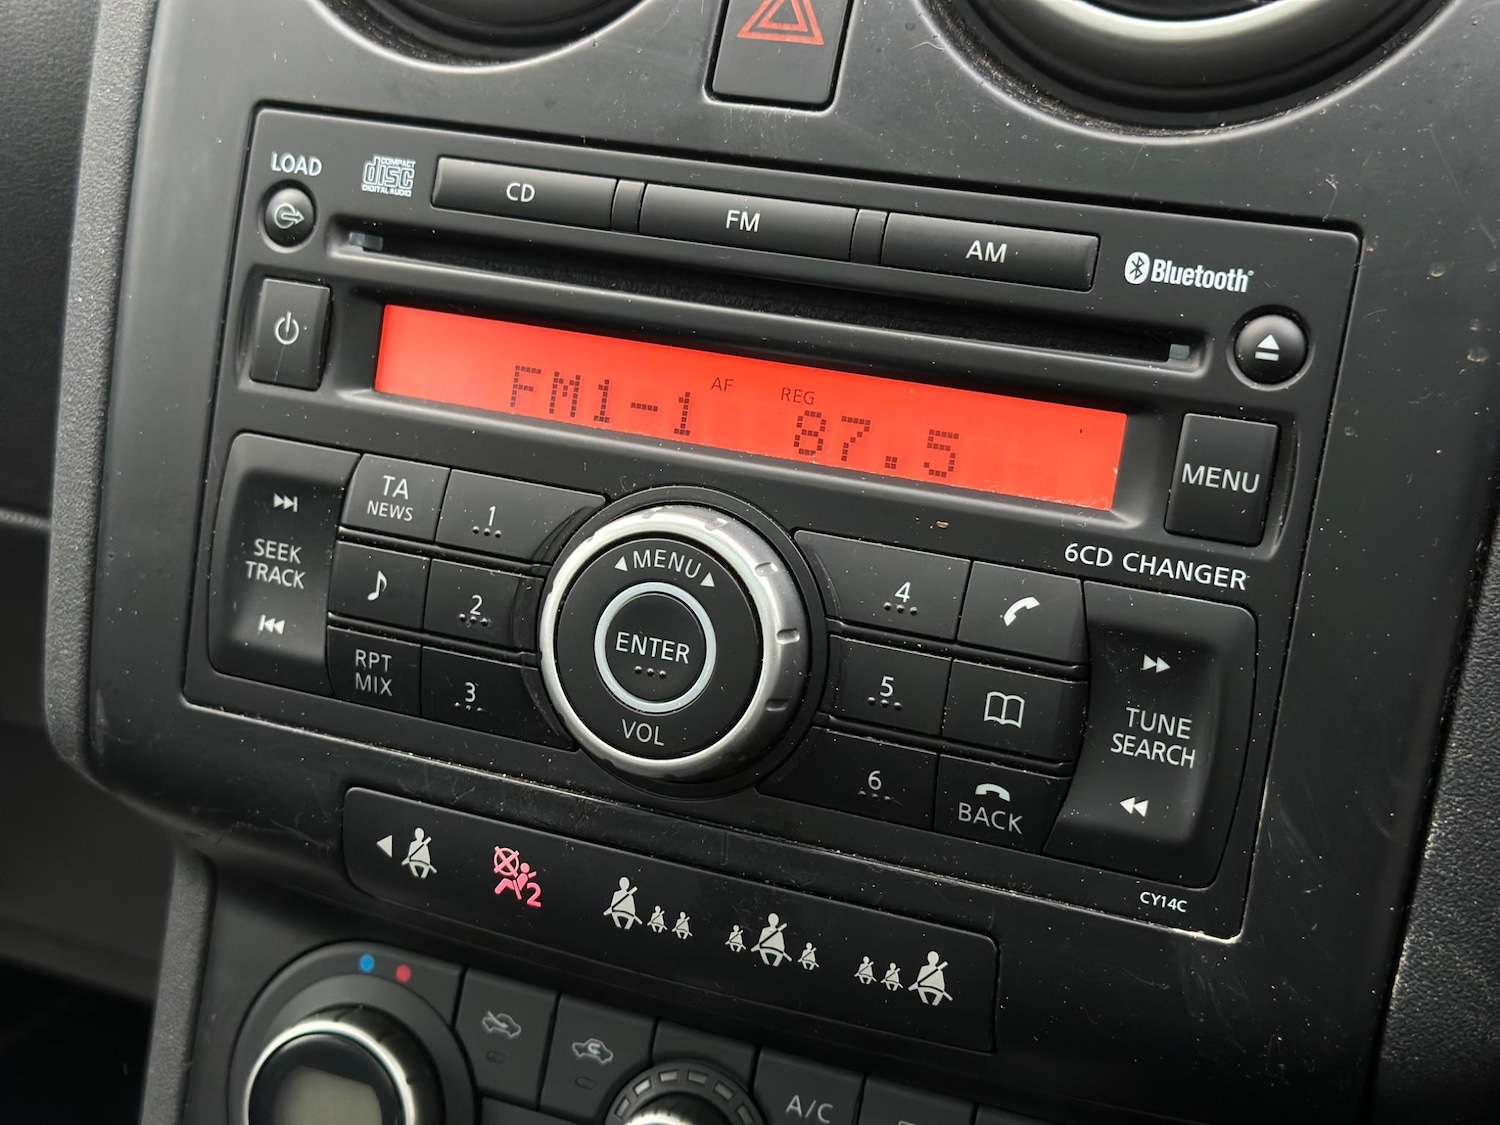 LOAD
COMPACT
disc
DIGITAL AUDIO
CD
FM
AM
Bluetooth
AF
REG
FM1-1 87.5
MENU
6CD CHANGER
SEEK
TRACK
TA
NEWS
1
2
RPT
MIX
3
MENU
ENTER
VOL
4
5
6
BACK
TUNE
SEARCH
CY14C
2
A/C